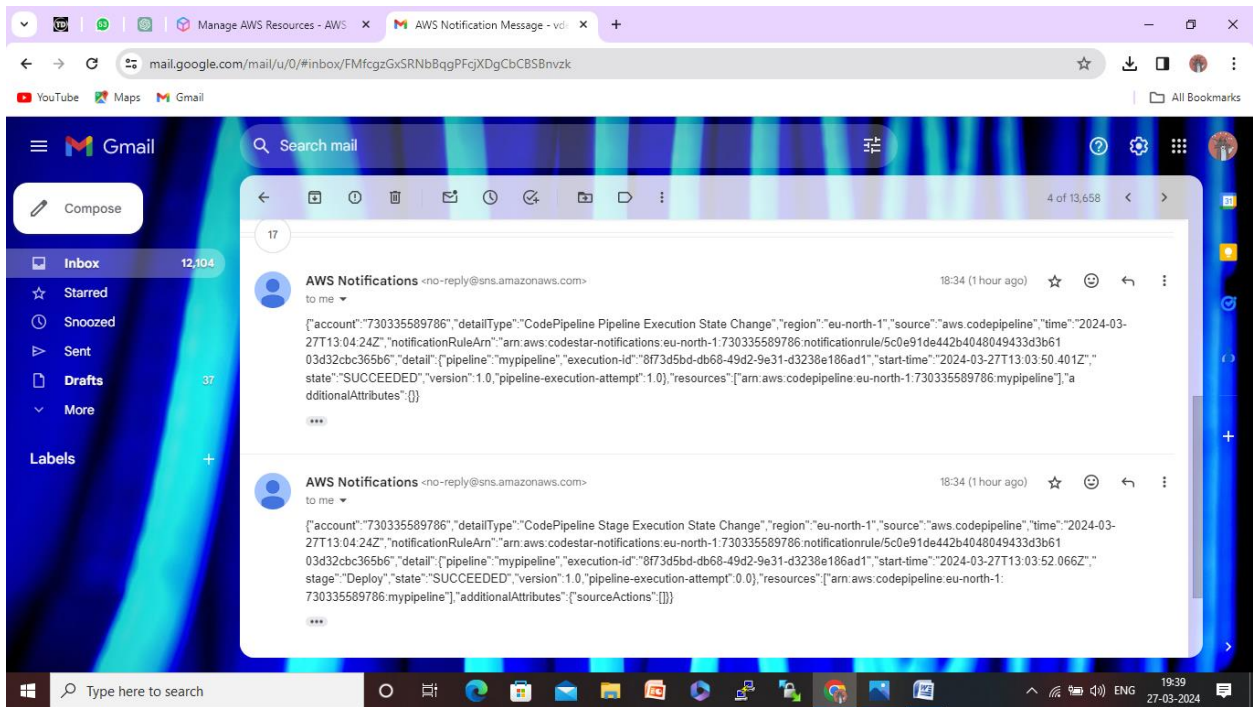 Manage AWS Resources - AWS
AWS Notification Message - vd
mail.google.com/mail/u/0/#inbox/FMfcgzGxSRNbBqgPFcjXDgCbCBSBnvzk
YouTube Maps Gmail All Bookmarks
Gmail
Search mail
Compose
4 of 13,658
17
Inbox 12,104
Starred
Snoozed
Sent
Drafts 37
More
Labels
AWS Notifications <no-reply@sns.amazonaws.com> 18:34 (1 hour ago)
to me
{"account":"730335589786","detailType":"CodePipeline Pipeline Execution State Change","region":"eu-north-1","source":"aws.codepipeline","time":"2024-03-
27T13:04:24Z","notificationRuleArn":"arn:aws:codestar-notifications:eu-north-1:730335589786:notificationrule/5c0e91de442b4048049433d3b61
03d32cbc365b6","detail":{"pipeline":"mypipeline","execution-id":"8f73d5bd-db68-49d2-9e31-d3238e186ad1","start-time":"2024-03-27T13:03:50.401Z","
state":"SUCCEEDED","version":1.0,"pipeline-execution-attempt":1.0},"resources":["arn:aws:codepipeline:eu-north-1:730335589786:mypipeline"],"a
dditionalAttributes":{}}
AWS Notifications <no-reply@sns.amazonaws.com> 18:34 (1 hour ago)
to me
{"account":"730335589786","detailType":"CodePipeline Stage Execution State Change","region":"eu-north-1","source":"aws.codepipeline","time":"2024-03-
27T13:04:24Z","notificationRuleArn":"arn:aws:codestar-notifications:eu-north-1:730335589786:notificationrule/5c0e91de442b4048049433d3b61
03d32cbc365b6","detail":{"pipeline":"mypipeline","execution-id":"8f73d5bd-db68-49d2-9e31-d3238e186ad1","start-time":"2024-03-27T13:03:52.066Z","
stage":"Deploy","state":"SUCCEEDED","version":1.0,"pipeline-execution-attempt":0.0},"resources":["arn:aws:codepipeline:eu-north-1:
730335589786:mypipeline"],"additionalAttributes":{"sourceActions":[]}}
Type here to search
ENG
19:39
27-03-2024